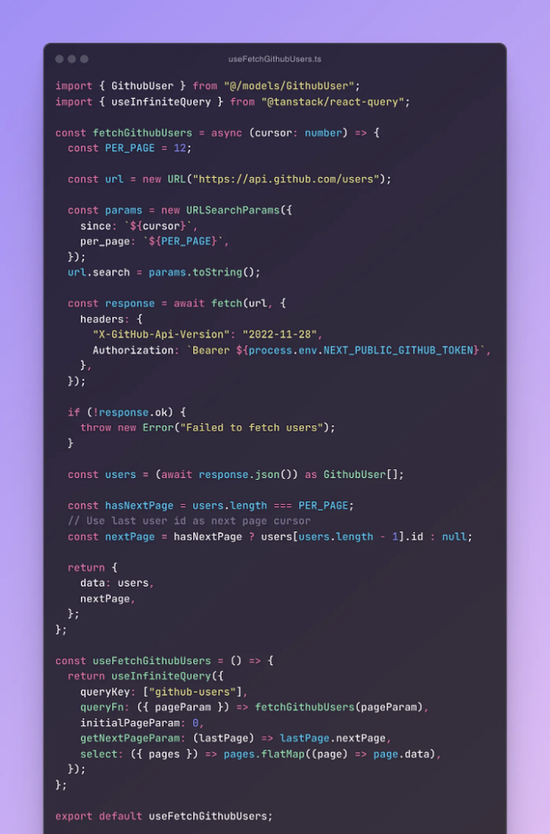 useFetchGithubUsers.ts
import { GithubUser } from "@/models/GithubUser";
import { useInfiniteQuery } from "@tanstack/react-query";

const fetchGithubUsers = async (cursor: number) => {
  const PER_PAGE = 12;

  const url = new URL("https://api.github.com/users");

  const params = new URLSearchParams({
    since: `${cursor}`,
    per_page: `${PER_PAGE}`,
  });
  url.search = params.toString();

  const response = await fetch(url, {
    headers: {
      "X-GitHub-Api-Version": "2022-11-28",
      Authorization: `Bearer ${process.env.NEXT_PUBLIC_GITHUB_TOKEN}`,
    },
  });

  if (!response.ok) {
    throw new Error("Failed to fetch users");
  }

  const users = (await response.json()) as GithubUser[];

  const hasNextPage = users.length === PER_PAGE;
  // Use last user id as next page cursor
  const nextPage = hasNextPage ? users[users.length - 1].id : null;

  return {
    data: users,
    nextPage,
  };
};

const useFetchGithubUsers = () => {
  return useInfiniteQuery({
    queryKey: ["github-users"],
    queryFn: ({ pageParam }) => fetchGithubUsers(pageParam),
    initialPageParam: 0,
    getNextPageParam: (lastPage) => lastPage.nextPage,
    select: ({ pages }) => pages.flatMap((page) => page.data),
  });
};

export default useFetchGithubUsers;